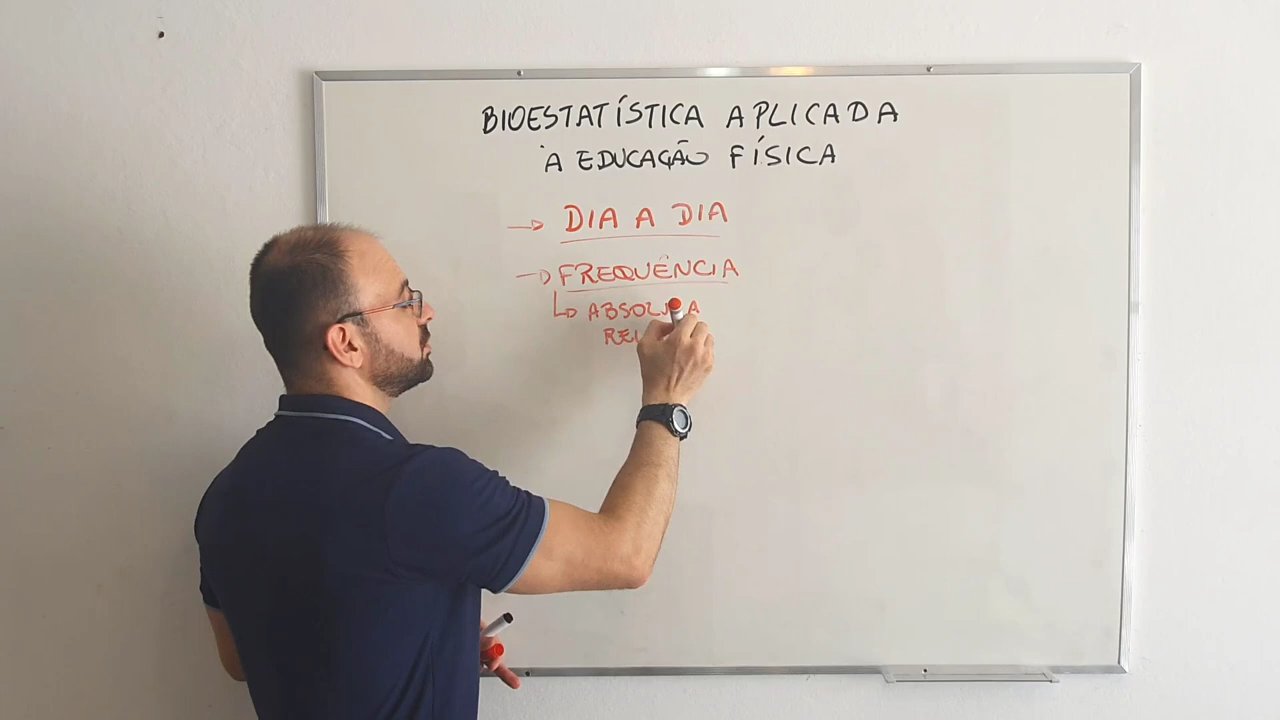 BIOESTATÍSTICA APLICADA
À EDUCAÇÃO FÍSICA
→ DIA A DIA
→ FREQUÊNCIA